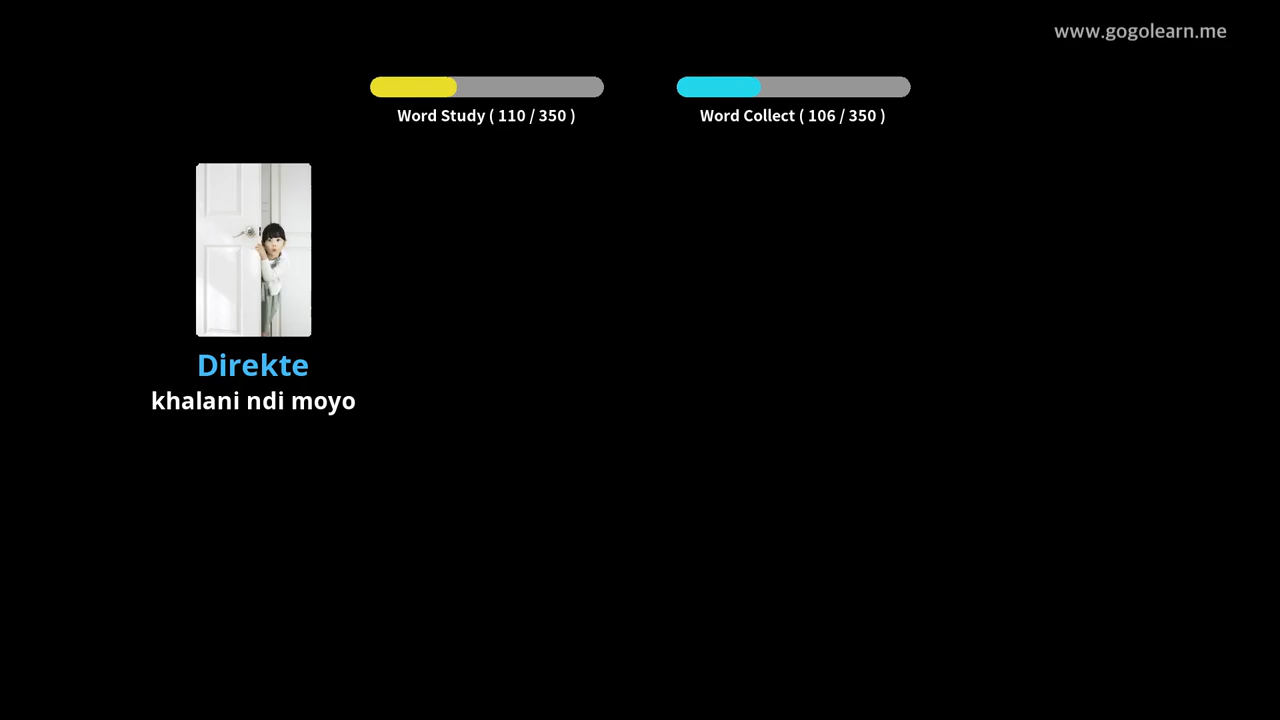 www.gogolearn.me
Word Study ( 110 / 350 )
Word Collect ( 106 / 350 )
Direkte
khalani ndi moyo